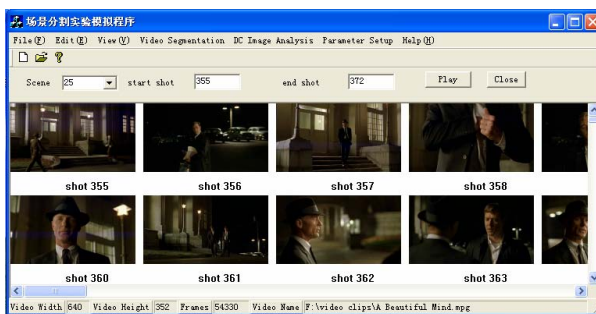 场景分割实验模拟程序
File(F) Edit(E) View(V) Video Segmentation DC Image Analysis Parameter Setup Help(H)
Scene 25 start shot 355 end shot 372 Play Close
shot 355 shot 356 shot 357 shot 358
shot 360 shot 361 shot 362 shot 363
Video Width 640 Video Height 352 Frames 54330 Video Name F:\video clips\A Beautiful Mind.mpg